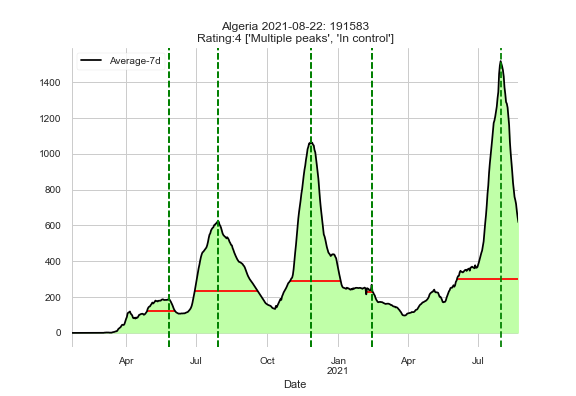 Algeria 2021-08-22: 191583
Rating:4 ['Multiple peaks', 'In control']
Average-7d
1400
1200
1000
800
600
400
200
0
Apr Jul Oct Jan Apr Jul
2021
Date